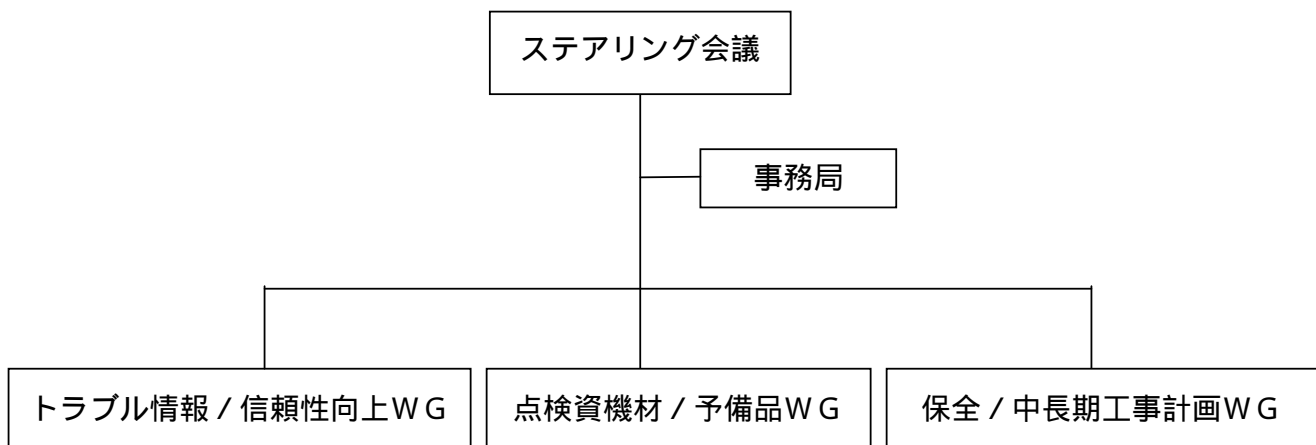 ステアリング会議
事務局
トラブル情報/信頼性向上WG
点検資機材/予備品WG
保全/中長期工事計画WG